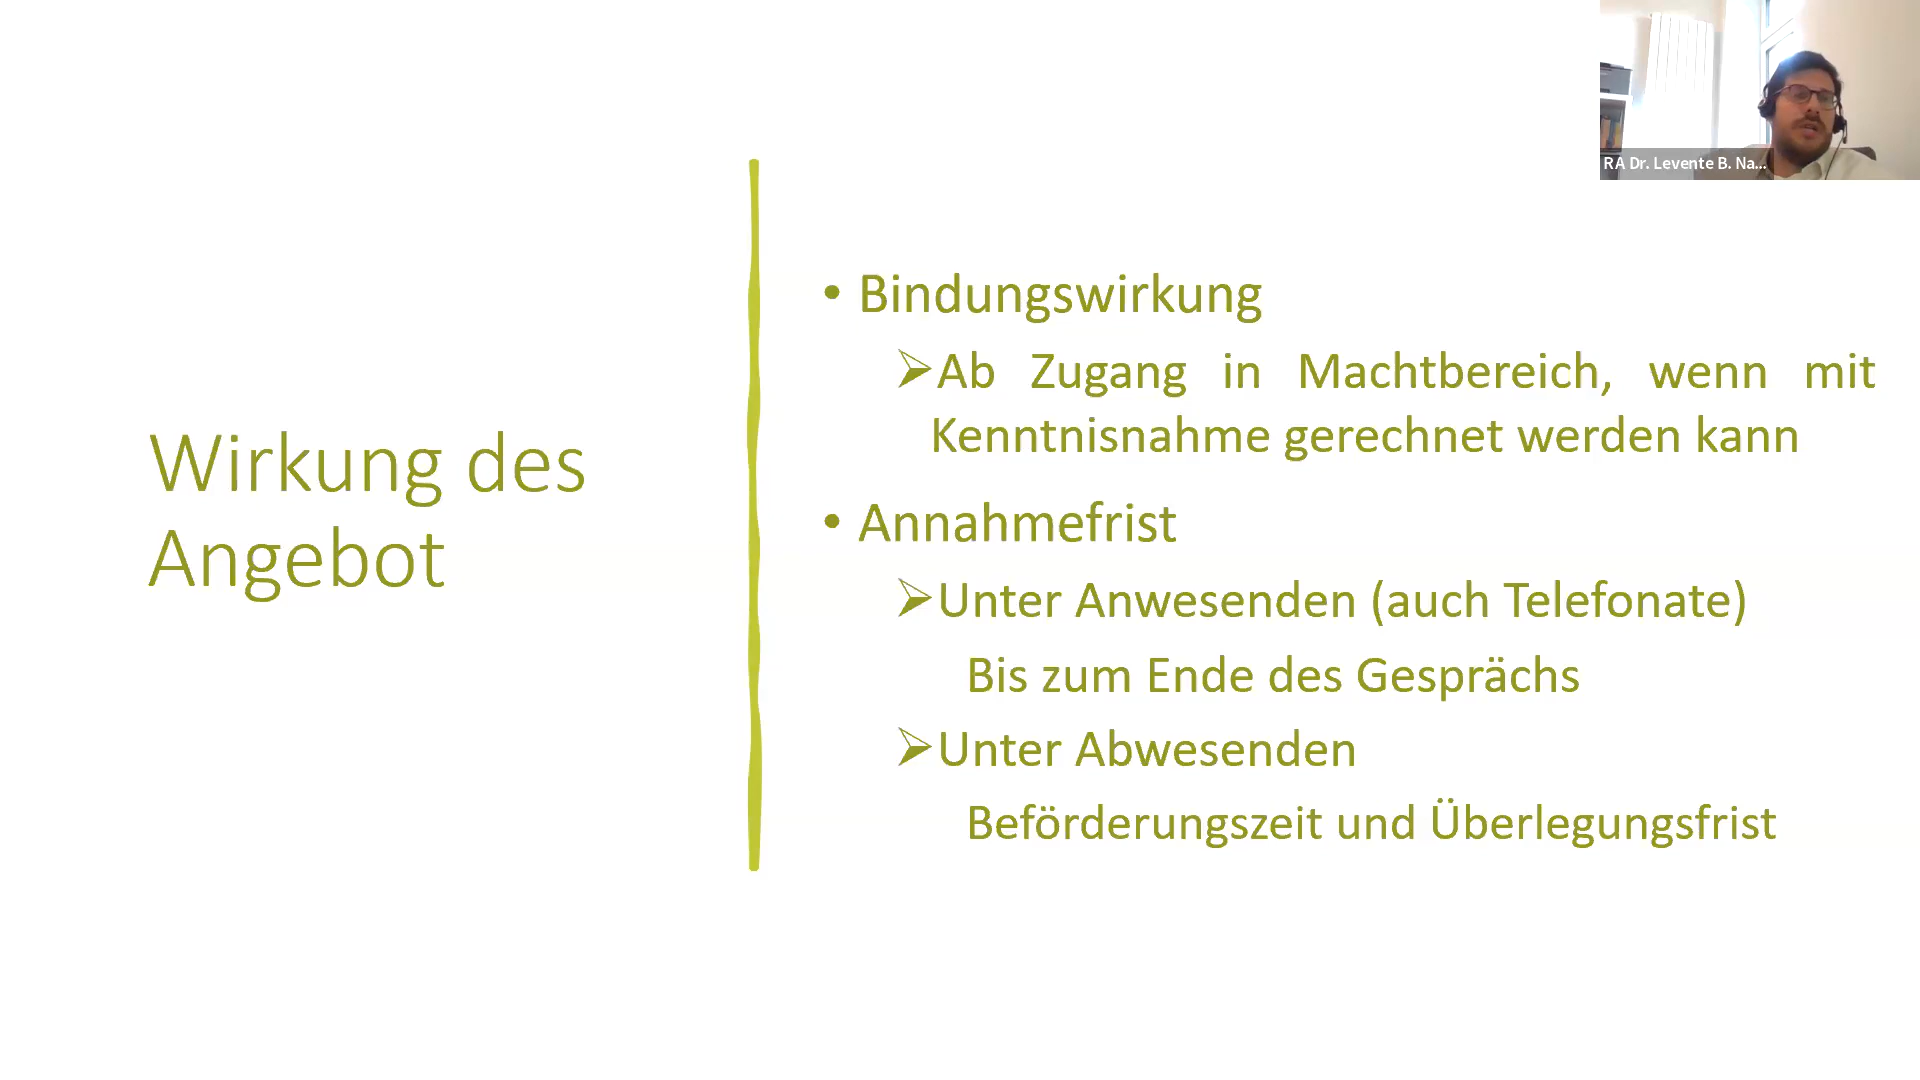 RA Dr. Levente B. Na...
Wirkung des
Angebot
• Bindungswirkung
➢Ab Zugang in Machtbereich, wenn mit
Kenntnisnahme gerechnet werden kann
• Annahmefrist
➢Unter Anwesenden (auch Telefonate)
Bis zum Ende des Gesprächs
➢Unter Abwesenden
Beförderungszeit und Überlegungsfrist